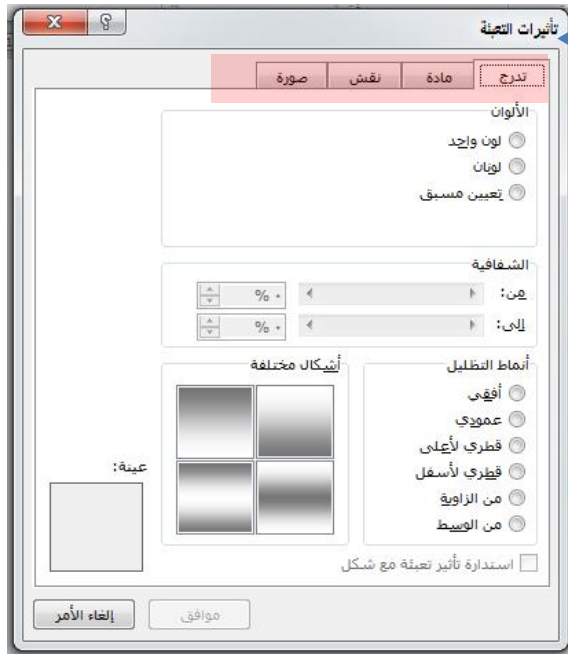 تأثيرات التعبئة
تدرج مادة نقش صورة
الألوان
لون واحد
لونان
تعيين مسبق
الشفافية
من: ٠ %
إلى: ٠ %
أنماط التظليل
أفقي
عمودي
قطري لأعلى
قطري لأسفل
من الزاوية
من الوسط
أشكال مختلفة
عينة:
استدارة تأثير تعبئة مع شكل
موافق إلغاء الأمر